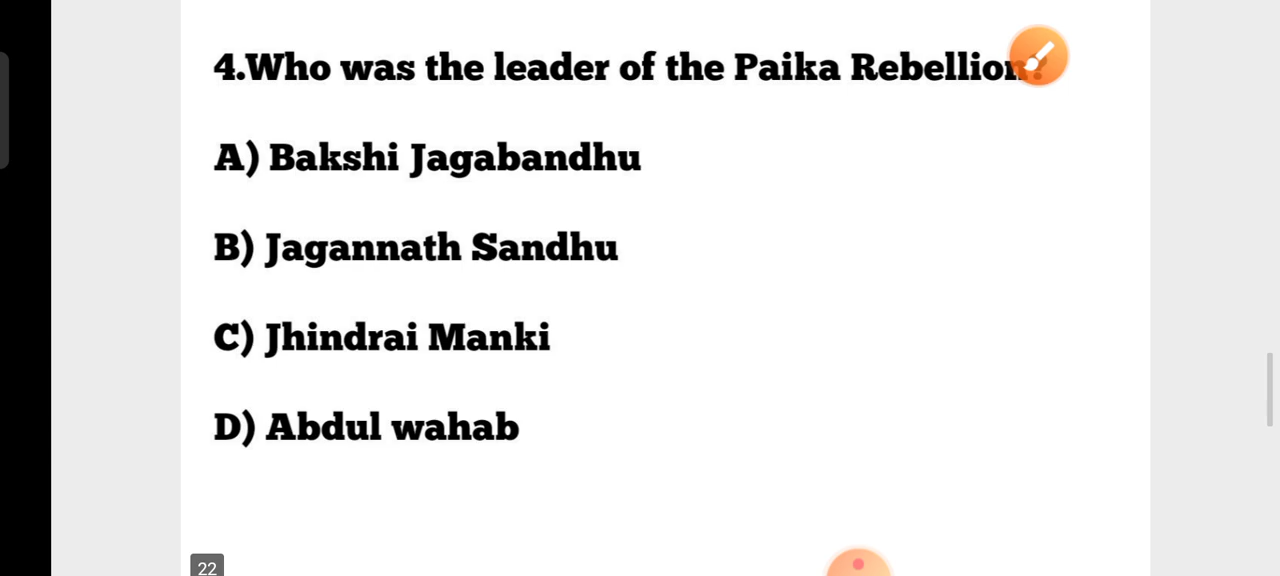 4.Who was the leader of the Paika Rebellion?
A) Bakshi Jagabandhu
B) Jagannath Sandhu
C) Jhindrai Manki
D) Abdul wahab
22